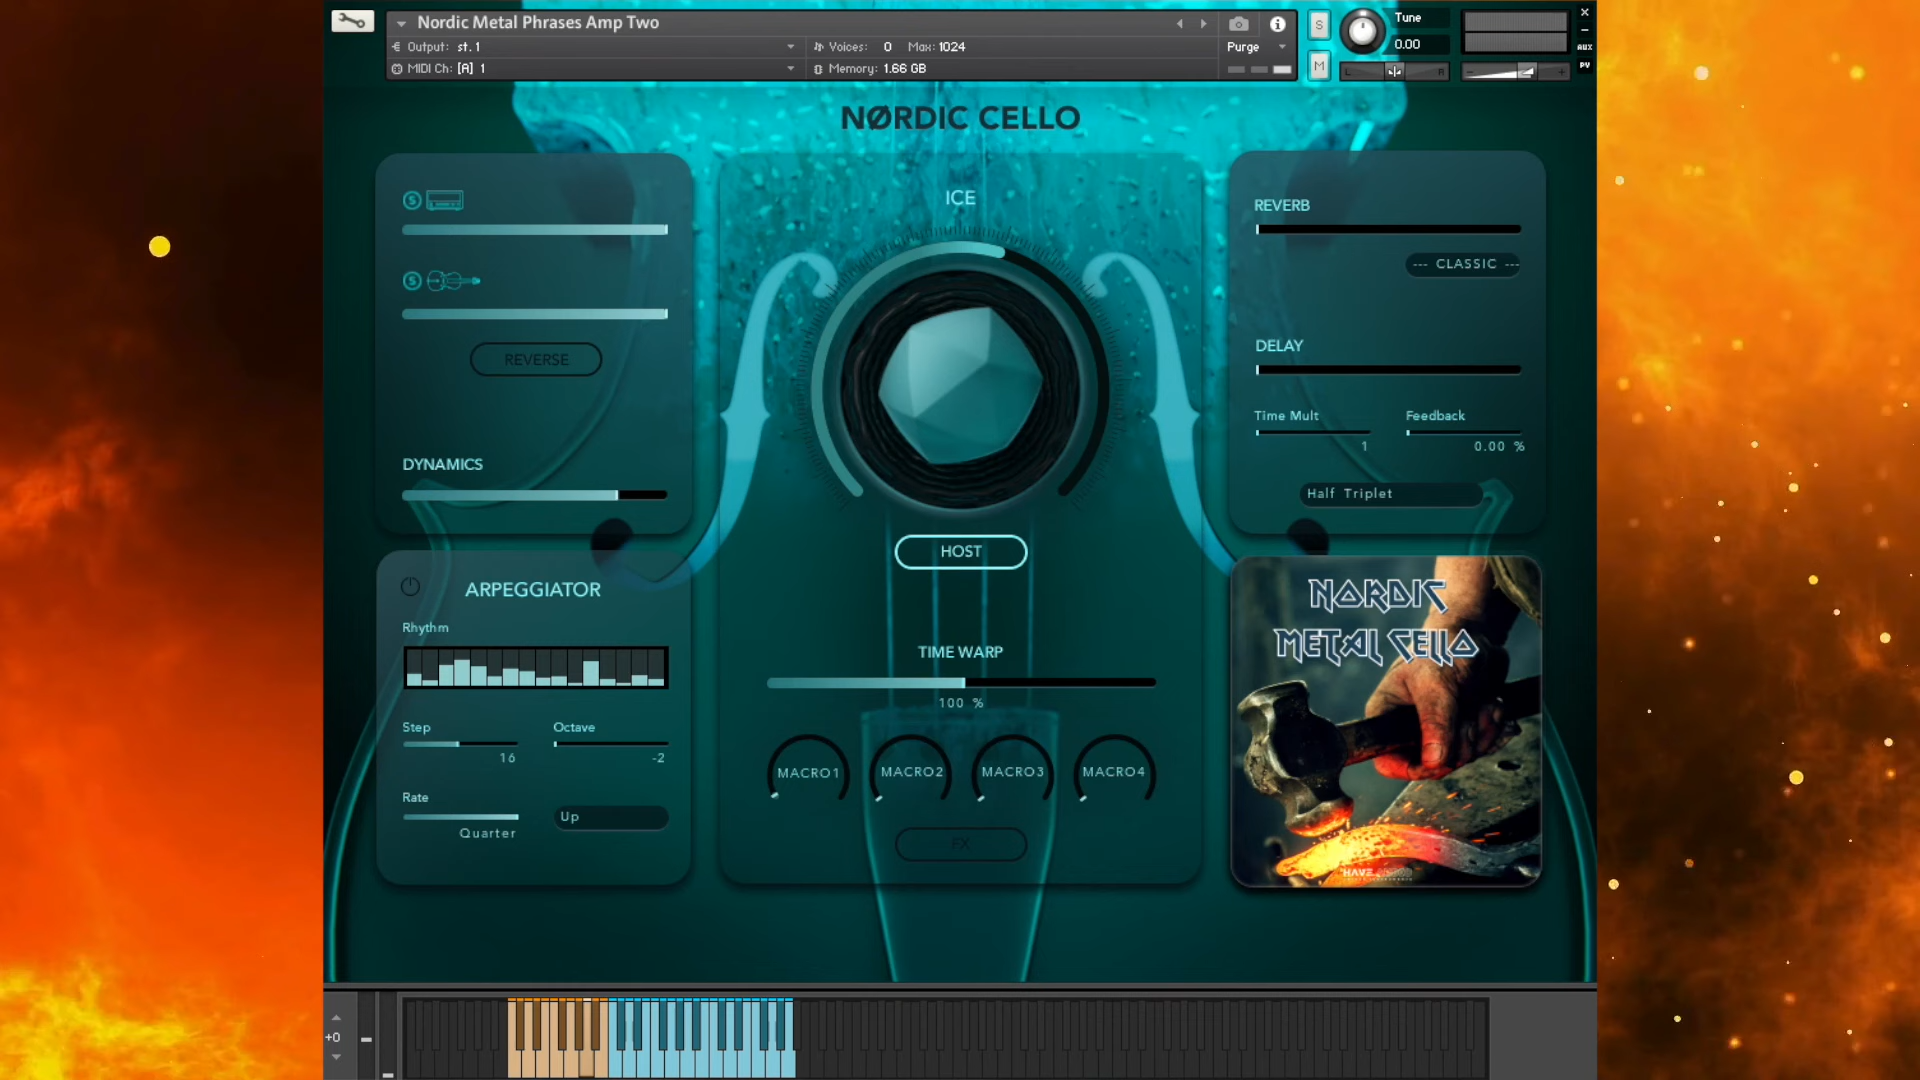 Nordic Metal Phrases Amp Two
Output: st.1
Voices: 0 Max: 1024
Purge
MIDI Ch: [A] 1
Memory: 1.66 GB
S
M
Tune
0.00
L R
AUX
PV
NØRDIC CELLO
S
S
REVERSE
DYNAMICS
ICE
HOST
REVERB
--- CLASSIC ---
DELAY
Time Mult
1
Feedback
0.00 %
Half Triplet
ARPEGGIATOR
Rhythm
Step
16
Octave
-2
Rate
Quarter
Up
TIME WARP
100 %
MACRO1
MACRO2
MACRO3
MACRO4
FX
NORDIC
METAL CELLO
+0